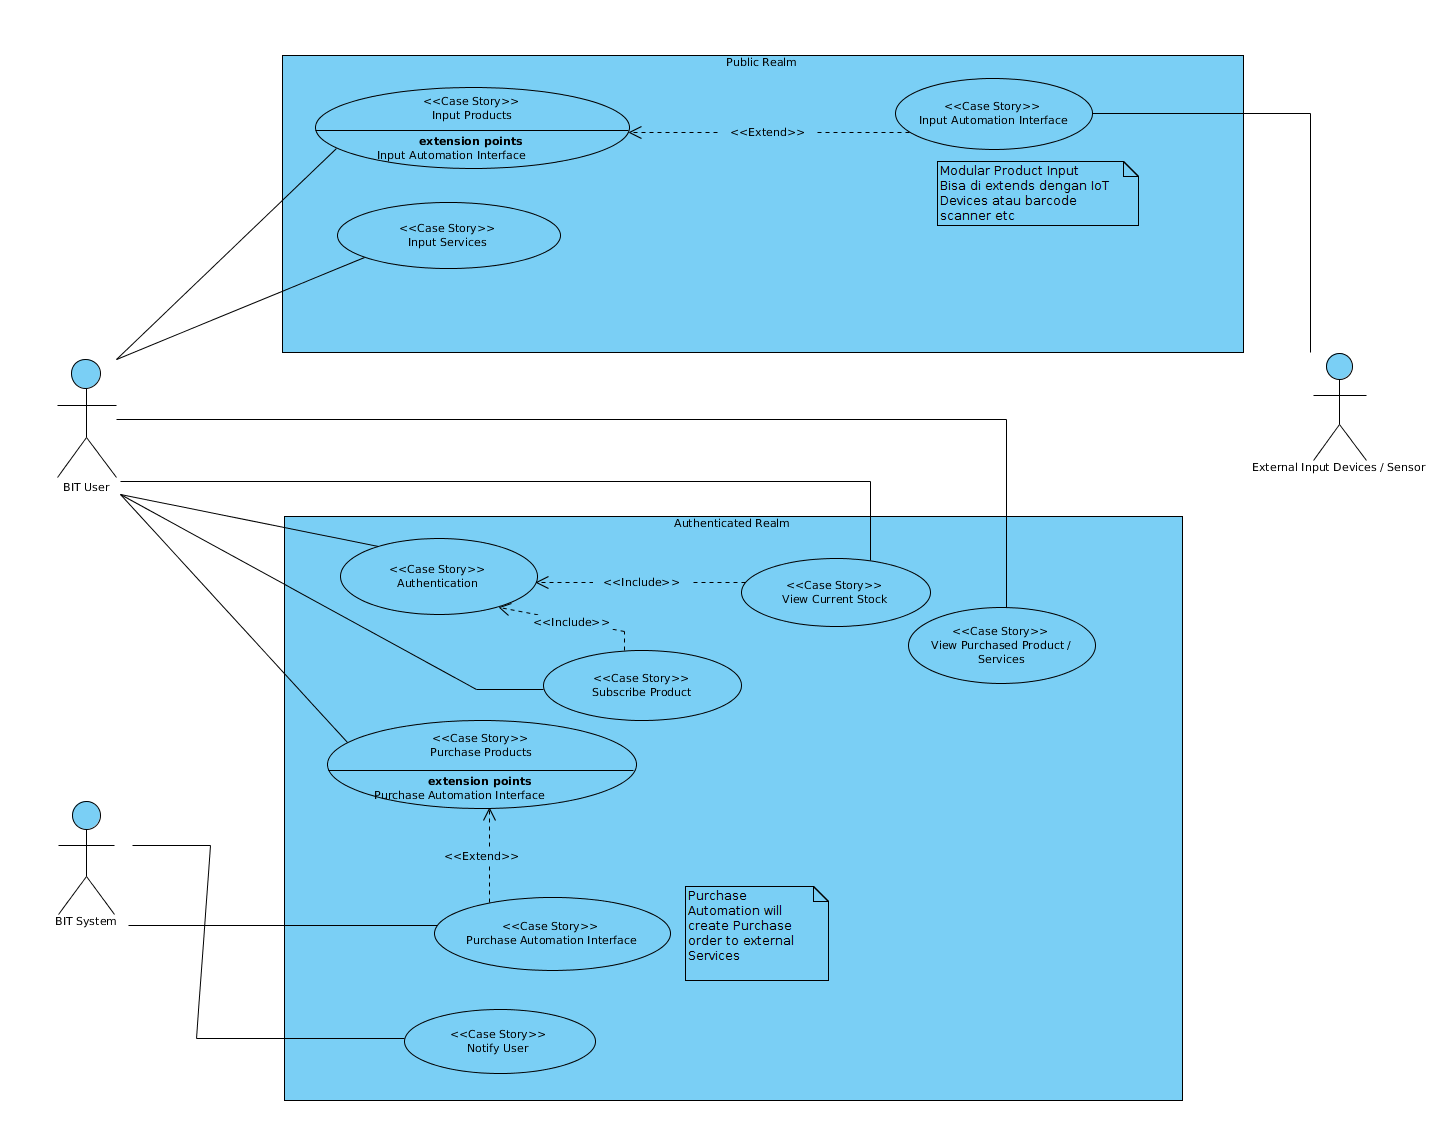 Public Realm
<<Case Story>>
Input Products
extension points
Input Automation Interface
<<Extend>>
<<Case Story>>
Input Automation Interface
Modular Product Input
Bisa di extends dengan IoT
Devices atau barcode
scanner etc
<<Case Story>>
Input Services
BIT User
External Input Devices / Sensor
Authenticated Realm
<<Case Story>>
Authentication
<<Include>>
<<Case Story>>
View Current Stock
<<Include>>
<<Case Story>>
View Purchased Product /
Services
<<Case Story>>
Subscribe Product
<<Case Story>>
Purchase Products
extension points
Purchase Automation Interface
<<Extend>>
BIT System
<<Case Story>>
Purchase Automation Interface
Purchase
Automation will
create Purchase
order to external
Services
<<Case Story>>
Notify User